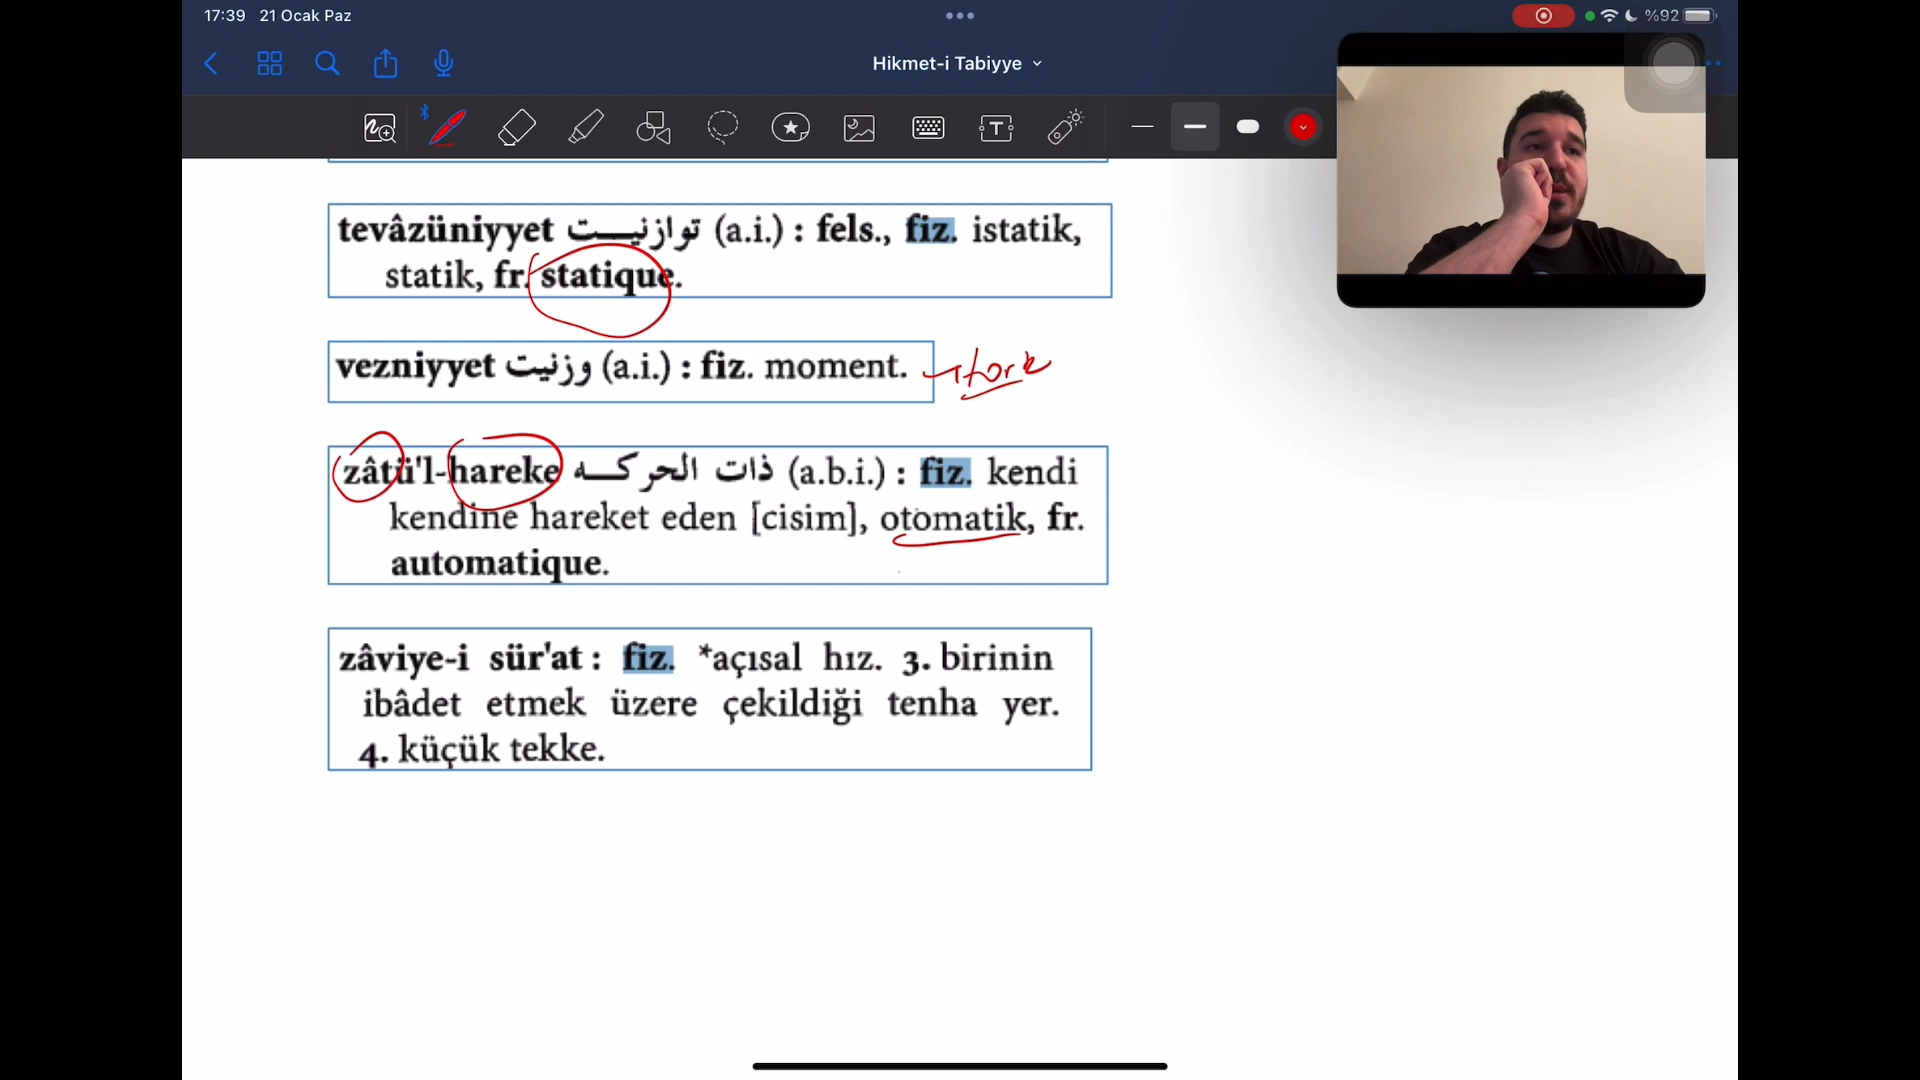 17:39 21 Ocak Paz
%92
Hikmet-i Tabiyye
tevâzüniyyet توازنيـــت (a.i.) : fels., fiz. istatik,
statik, fr. statique.
vezniyyet وزنيت (a.i.) : fiz. moment. tork
zâtü'l-hareke ذات الحركـــه (a.b.i.) : fiz. kendi
kendine hareket eden [cisim], otomatik, fr.
automatique.
zâviye-i sür'at : fiz. *açısal hız. 3. birinin
ibâdet etmek üzere çekildiği tenha yer.
4. küçük tekke.